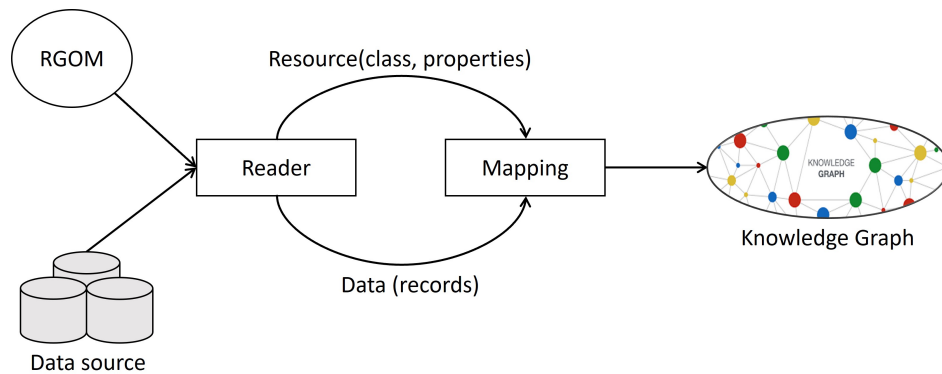 RGOM
Resource(class, properties)
Reader
Mapping
KNOWLEDGE
GRAPH
Knowledge Graph
Data (records)
Data source